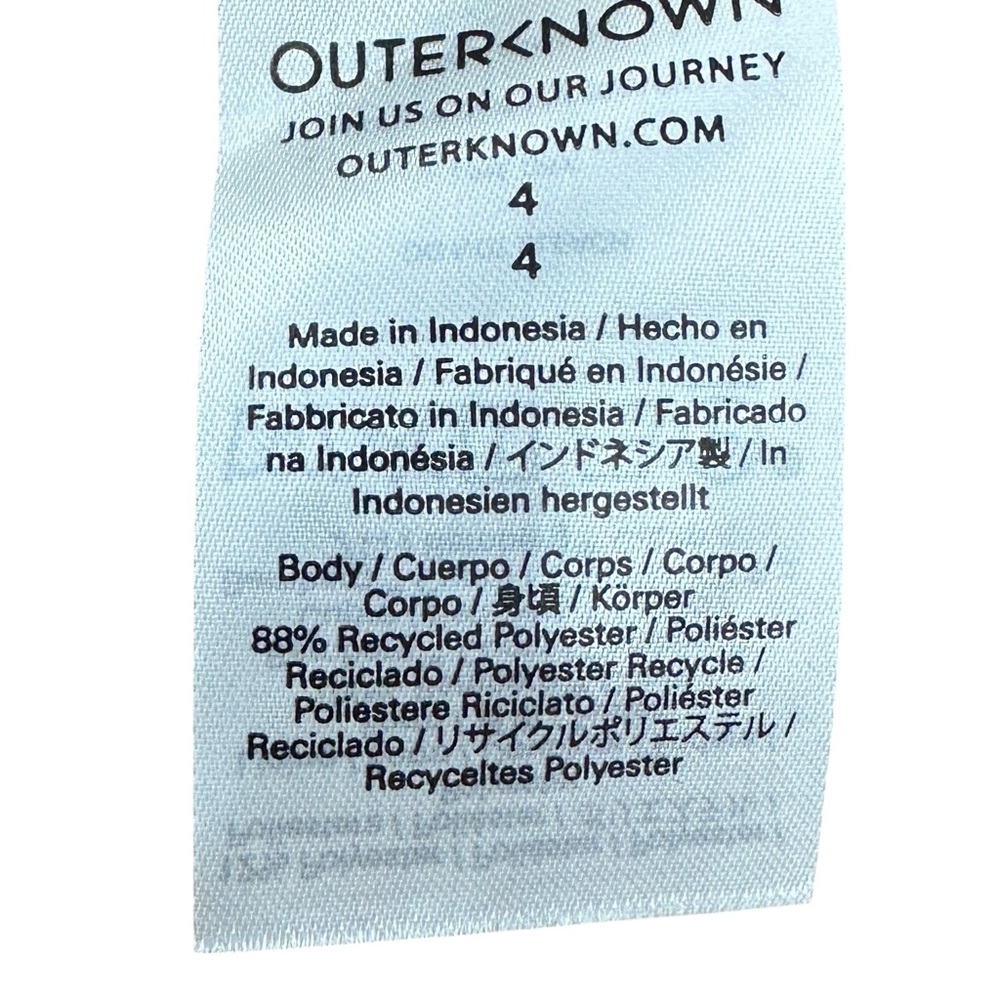 OUTERKNOWN
JOIN US ON OUR JOURNEY
OUTERKNOWN.COM
4
4
Made in Indonesia / Hecho en
Indonesia / Fabriqué en Indonésie /
Fabbricato in Indonesia / Fabricado
na Indonésia / インドネシア製 / In
Indonesien hergestellt
Body / Cuerpo / Corps / Corpo /
Corpo / 身頃 / Körper
88% Recycled Polyester / Poliéster
Reciclado / Polyester Recycle /
Poliestere Riciclato / Poliéster
Reciclado / リサイクルポリエステル /
Recyceltes Polyester